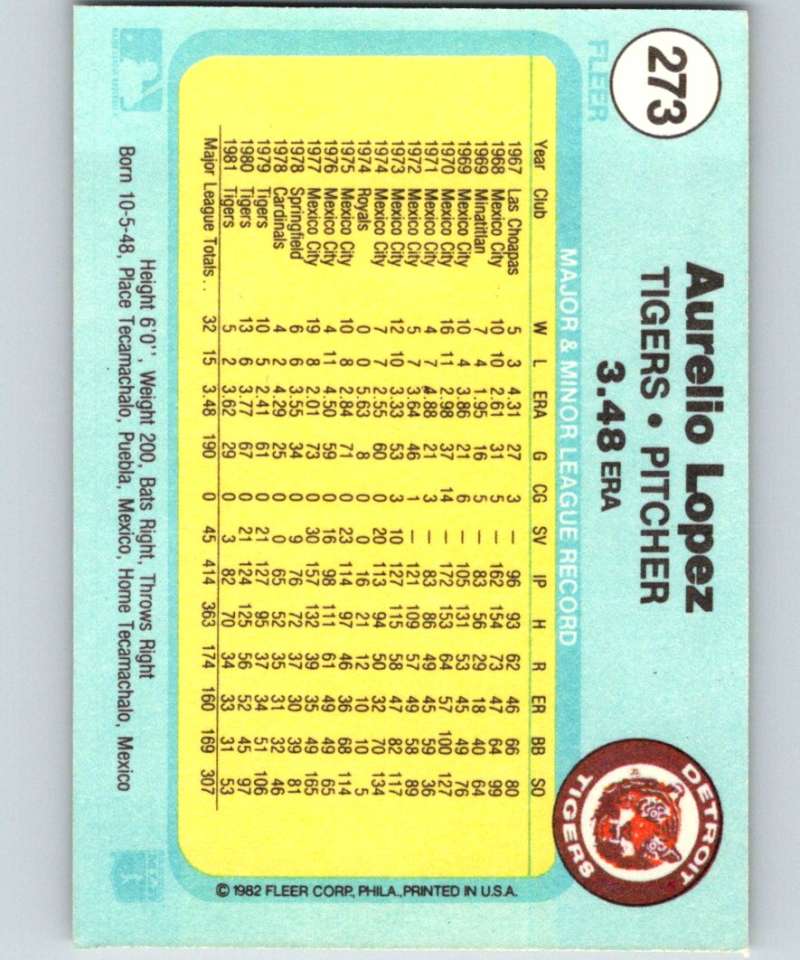 273
FLEER
Aurelio Lopez
TIGERS • PITCHER
3.48 ERA
DETROIT TIGERS
MAJOR & MINOR LEAGUE RECORD
Year Club W L ERA G CG SV IP H R ER BB SO
1967 Las Choapas 5 3 4.31 27 3 — 96 93 62 46 66 80
1968 Mexico City 10 10 2.61 31 5 — 162 154 73 47 64 99
1969 Minatitlan 7 4 1.95 16 5 — 83 56 29 18 40 64
1969 Mexico City 10 4 3.86 21 6 — 105 131 53 45 49 76
1970 Mexico City 16 11 2.98 37 14 — 172 153 64 57 100 127
1971 Mexico City 4 7 4.88 21 3 — 83 86 49 45 59 36
1972 Mexico City 5 7 3.64 46 1 — 121 109 57 49 58 89
1973 Mexico City 12 10 3.33 53 3 10 127 115 58 47 82 117
1974 Mexico City 7 7 2.55 60 0 20 113 94 50 32 70 134
1974 Royals 0 0 5.63 8 0 0 16 21 12 10 10 5
1975 Mexico City 10 8 2.84 71 0 23 114 97 46 36 68 114
1976 Mexico City 4 11 4.50 59 0 16 98 111 61 49 36 65
1977 Mexico City 19 8 2.01 73 0 30 157 132 39 35 49 165
1978 Springfield 6 6 3.55 34 0 9 76 72 37 30 39 81
1978 Cardinals 4 2 4.29 25 0 0 65 52 35 31 32 46
1979 Tigers 10 5 2.41 61 0 21 127 95 37 34 51 106
1980 Tigers 13 6 3.77 67 0 21 124 125 56 52 45 97
1981 Tigers 5 2 3.62 29 0 3 82 70 34 33 31 53
Major League Totals . . 32 15 3.48 190 0 45 414 363 174 160 169 307
© 1982 FLEER CORP., PHILA., PRINTED IN U.S.A.
Height 6'0'', Weight 200, Bats Right, Throws Right
Born 10-5-48, Place Tecamachalo, Puebla, Mexico, Home Tecamachalo, Mexico